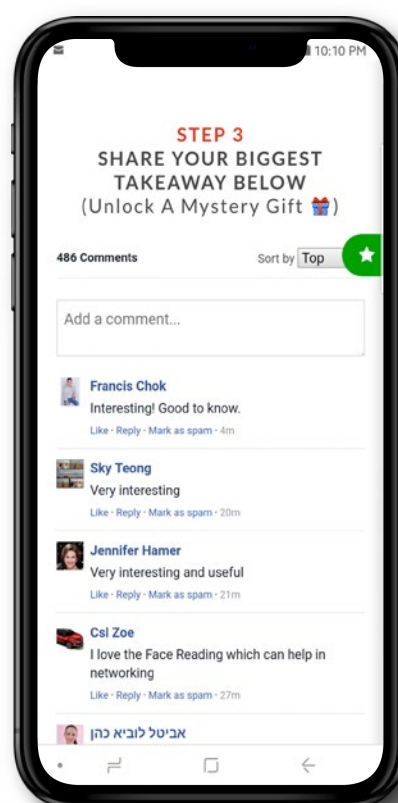 10:10 PM
STEP 3
SHARE YOUR BIGGEST
TAKEAWAY BELOW
(Unlock A Mystery Gift 🎁)
486 Comments
Sort by Top
Add a comment...
Francis Chok
Interesting! Good to know.
Like · Reply · Mark as spam · 4m
Sky Teong
Very interesting
Like · Reply · Mark as spam · 20m
Jennifer Hamer
Very interesting and useful
Like · Reply · Mark as spam · 21m
Csl Zoe
I love the Face Reading which can help in
networking
Like · Reply · Mark as spam · 27m
אביטל לוביא כהן